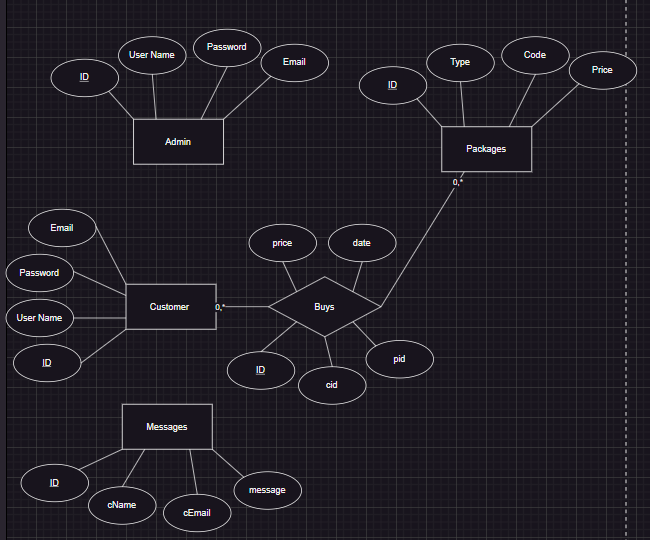 ID
User Name
Password
Email
Admin
ID
Type
Code
Price
Packages
0,*
Email
Password
User Name
ID
Customer
0,*
price
date
Buys
ID
cid
pid
Messages
ID
cName
cEmail
message